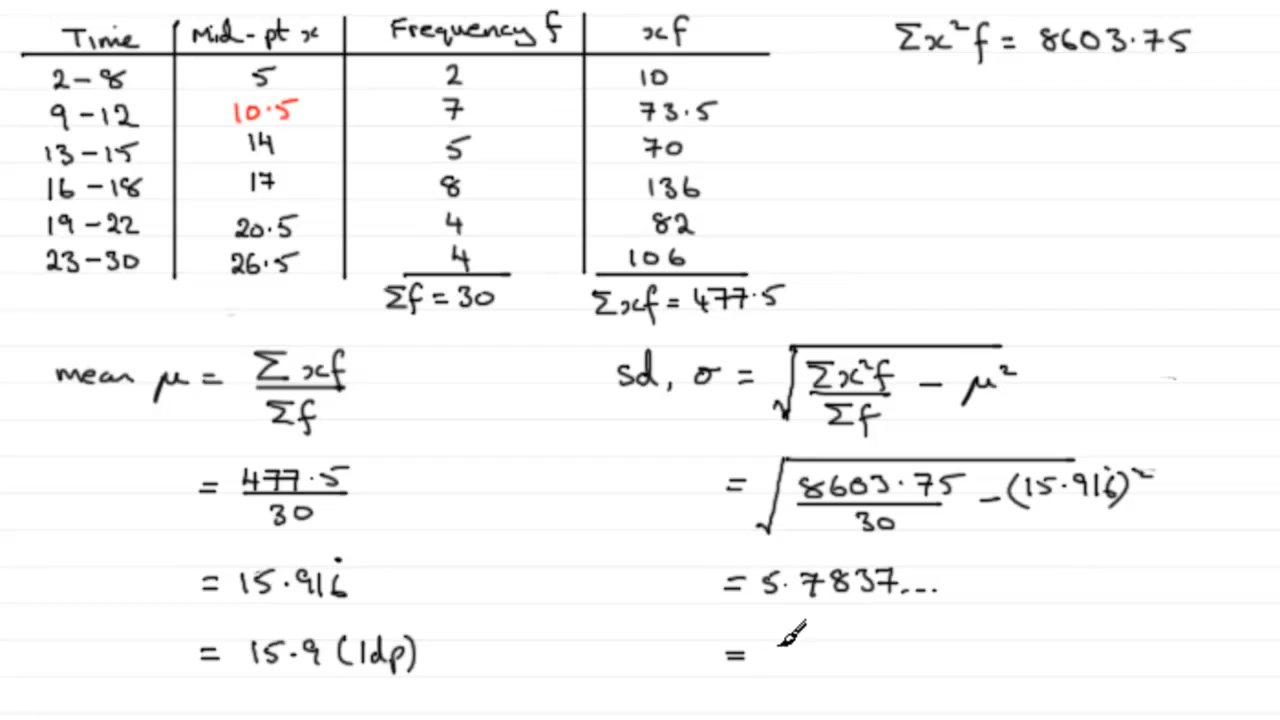 Time Mid-pt x Frequency f xf Σx²f = 8603.75
2-8 5 2 10
9-12 10.5 7 73.5
13-15 14 5 70
16-18 17 8 136
19-22 20.5 4 82
23-30 26.5 4 106
Σf = 30 Σxf = 477.5
mean μ = Σxf / Σf sd, σ = √(Σx²f / Σf - μ²)
= 477.5 / 30 = √(8603.75 / 30 - (15.916̇)²)
= 15.916̇ = 5.7837...
= 15.9 (1dp) =